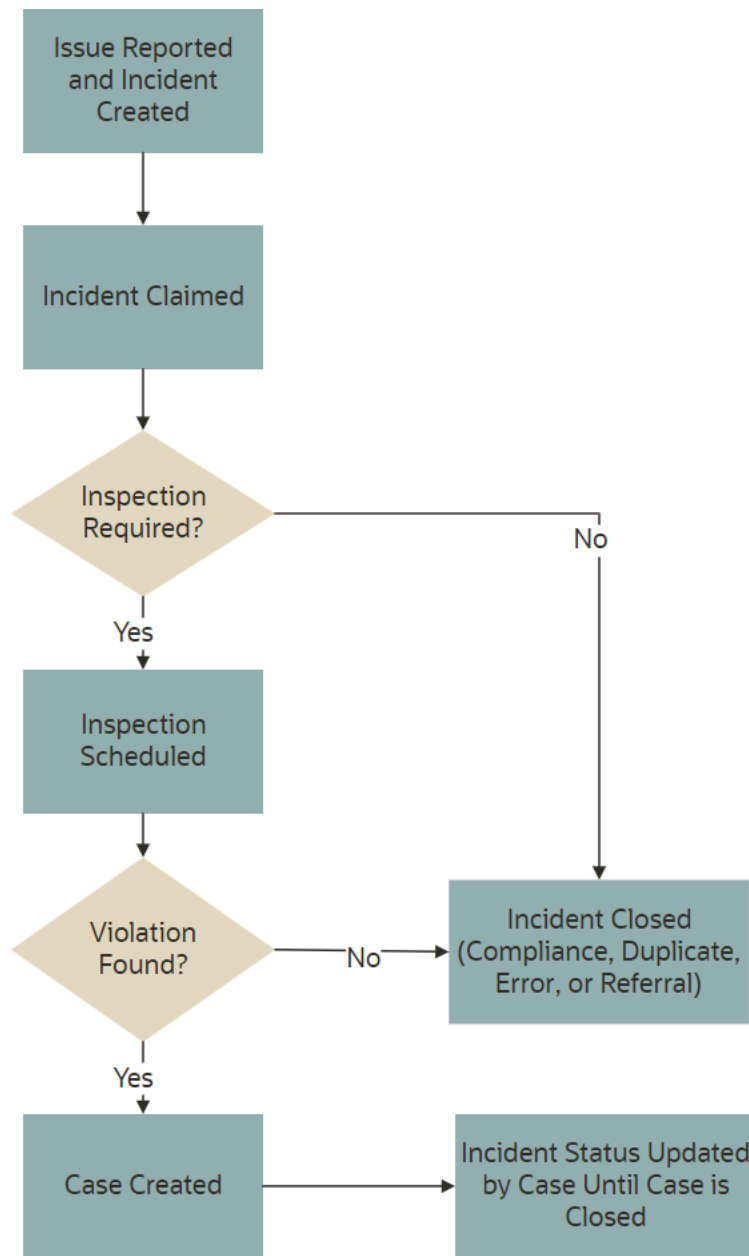 Issue Reported
and Incident
Created
Incident Claimed
Inspection
Required?
No
Yes
Inspection
Scheduled
Violation
Found?
No
Incident Closed
(Compliance, Duplicate,
Error, or Referral)
Yes
Case Created
Incident Status Updated
by Case Until Case is
Closed